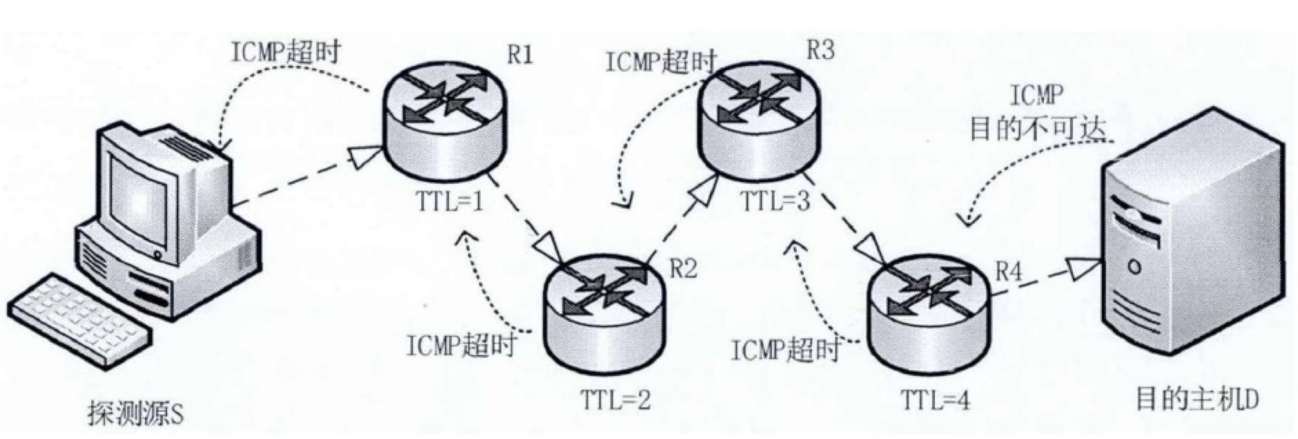 ICMP超时
R1
ICMP超时
R3
ICMP
目的不可达
TTL=1
TTL=3
R2
R4
ICMP超时
ICMP超时
TTL=2
TTL=4
探测源S
目的主机D